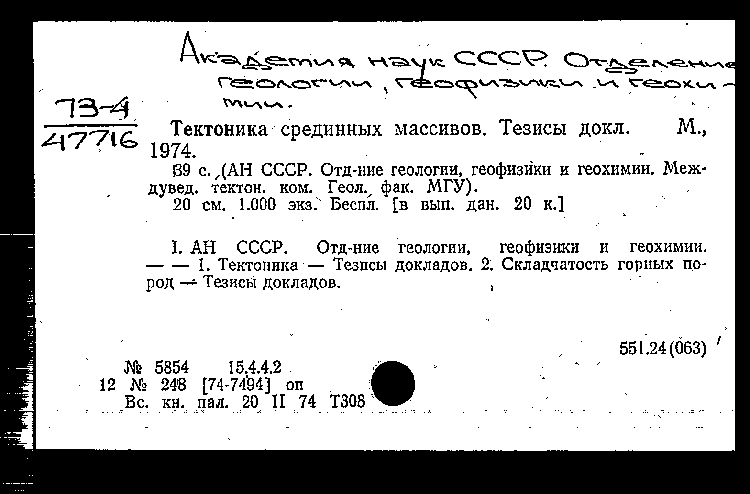 Академия наук СССР. Отделение
геологии, геофизики и геохи-
мии.
73-4
47716
Тектоника срединных массивов. Тезисы докл. М.,
1974.
89 с. (АН СССР. Отд-ние геологии, геофизики и геохимии. Меж-
дувед. тектон. ком. Геол. фак. МГУ).
20 см. 1.000 экз. Беспл. [в вып. дан. 20 к.]
I. АН СССР. Отд-ние геологии, геофизики и геохимии.
— — 1. Тектоника — Тезисы докладов. 2. Складчатость горных по-
род — Тезисы докладов.
551.24(063)
№ 5854 15.4.4.2
12 № 248 [74-7494] оп
Вс. кн. пал. 20 II 74 Т308